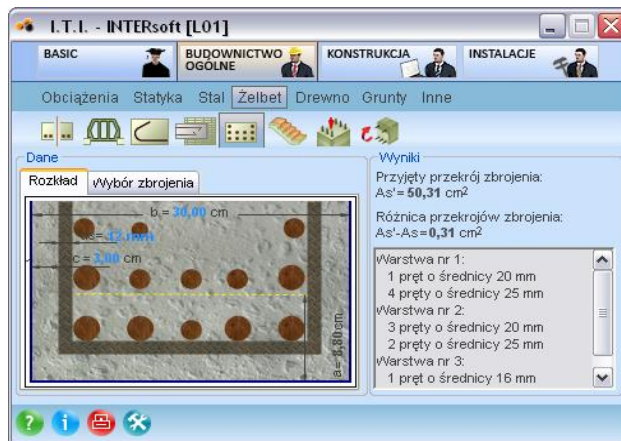 I.T.I. - INTERsoft [L01]
BASIC
BUDOWNICTWO
OGÓLNE
KONSTRUKCJA
INSTALACJE
Obciążenia Statyka Stal Żelbet Drewno Grunty Inne
Dane
Rozkład Wybór zbrojenia
b = 30,00 cm
12 mm
c = 3,00 cm
a = 8,80cm
Wyniki
Przyjęty przekrój zbrojenia:
As'= 50,31 cm²
Różnica przekrojów zbrojenia:
As'-As=0,31 cm²
Warstwa nr 1:
1 pręt o średnicy 20 mm
4 pręty o średnicy 25 mm
Warstwa nr 2:
3 pręty o średnicy 20 mm
2 pręty o średnicy 25 mm
Warstwa nr 3:
1 pręt o średnicy 16 mm